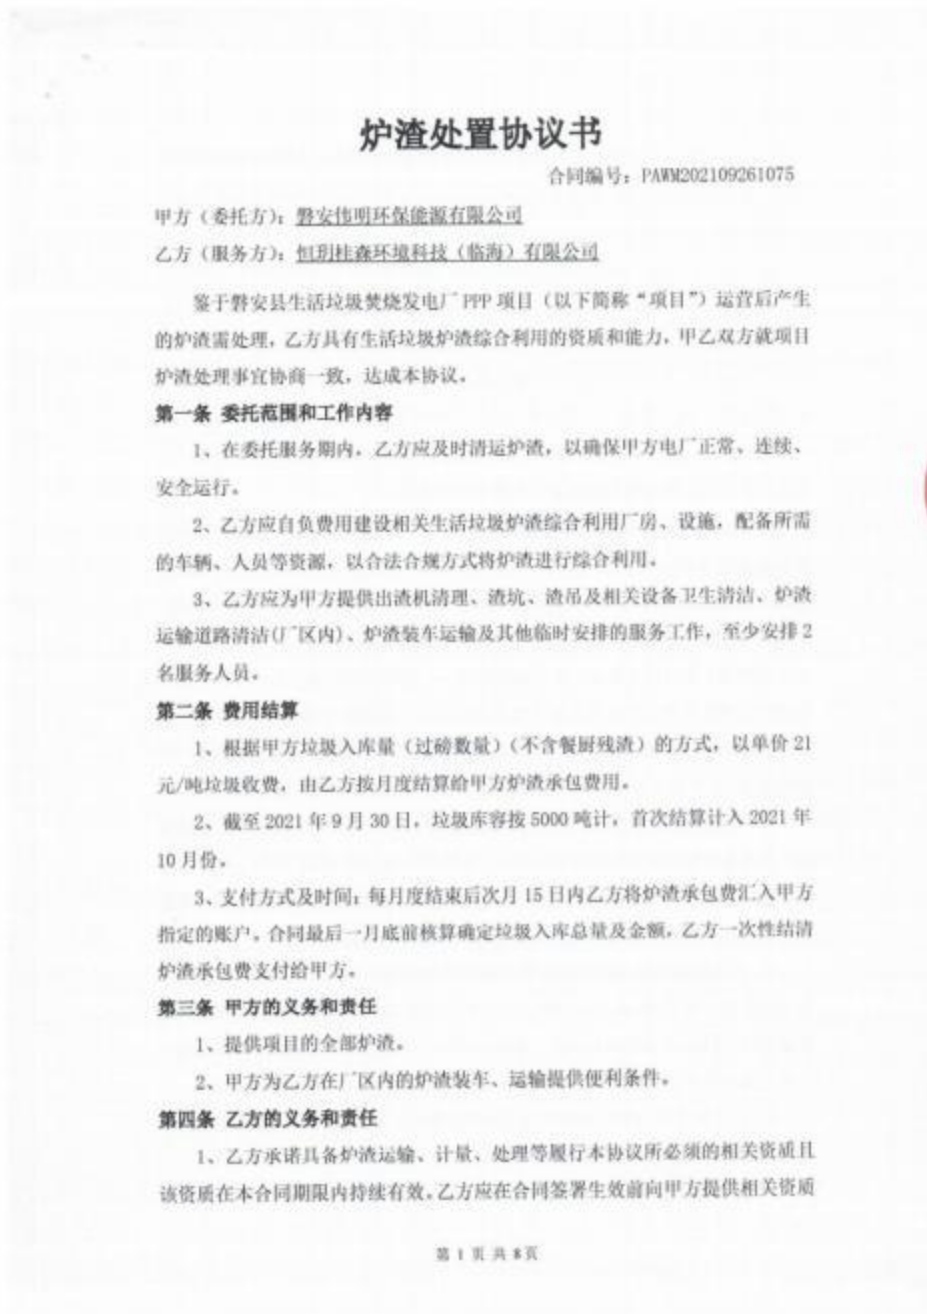 炉渣处置协议书
合同编号：PAWM202109261075
甲方（委托方）：磐安伟明环保能源有限公司
乙方（服务方）：恒玥桂森环境科技（临海）有限公司
鉴于磐安县生活垃圾焚烧发电厂PPP项目（以下简称“项目”）运营后产生
的炉渣需处理，乙方具有生活垃圾炉渣综合利用的资质和能力，甲乙双方就项目
炉渣处理事宜协商一致，达成本协议。
第一条 委托范围和工作内容
1、在委托服务期内，乙方应及时清运炉渣，以确保甲方电厂正常、连续、
安全运行。
2、乙方应自负费用建设相关生活垃圾炉渣综合利用厂房、设施，配备所需
的车辆、人员等资源，以合法合规方式将炉渣进行综合利用。
3、乙方应为甲方提供出渣机清理、渣坑、渣吊及相关设备卫生清洁、炉渣
运输道路清洁(厂区内)、炉渣装车运输及其他临时安排的服务工作，至少安排2
名服务人员。
第二条 费用结算
1、根据甲方垃圾入库量（过磅数量）（不含餐厨残渣）的方式，以单价21
元/吨垃圾收费，由乙方按月度结算给甲方炉渣承包费用。
2、截至2021年9月30日，垃圾库容按5000吨计，首次结算计入2021年
10月份。
3、支付方式及时间：每月度结束后次月15日内乙方将炉渣承包费汇入甲方
指定的账户。合同最后一月底前核算确定垃圾入库总量及金额，乙方一次性结清
炉渣承包费支付给甲方。
第三条 甲方的义务和责任
1、提供项目的全部炉渣。
2、甲方为乙方在厂区内的炉渣装车、运输提供便利条件。
第四条 乙方的义务和责任
1、乙方承诺具备炉渣运输、计量、处理等履行本协议所必须的相关资质且
该资质在本合同期限内持续有效。乙方应在合同签署生效前向甲方提供相关资质
第 1 页 共 8页